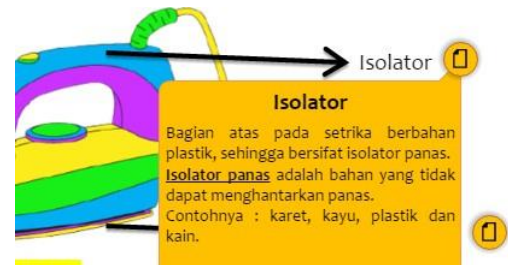 Isolator
Isolator
Bagian atas pada setrika berbahan
plastik, sehingga bersifat isolator panas.
Isolator panas adalah bahan yang tidak
dapat menghantarkan panas.
Contohnya : karet, kayu, plastik dan
kain.